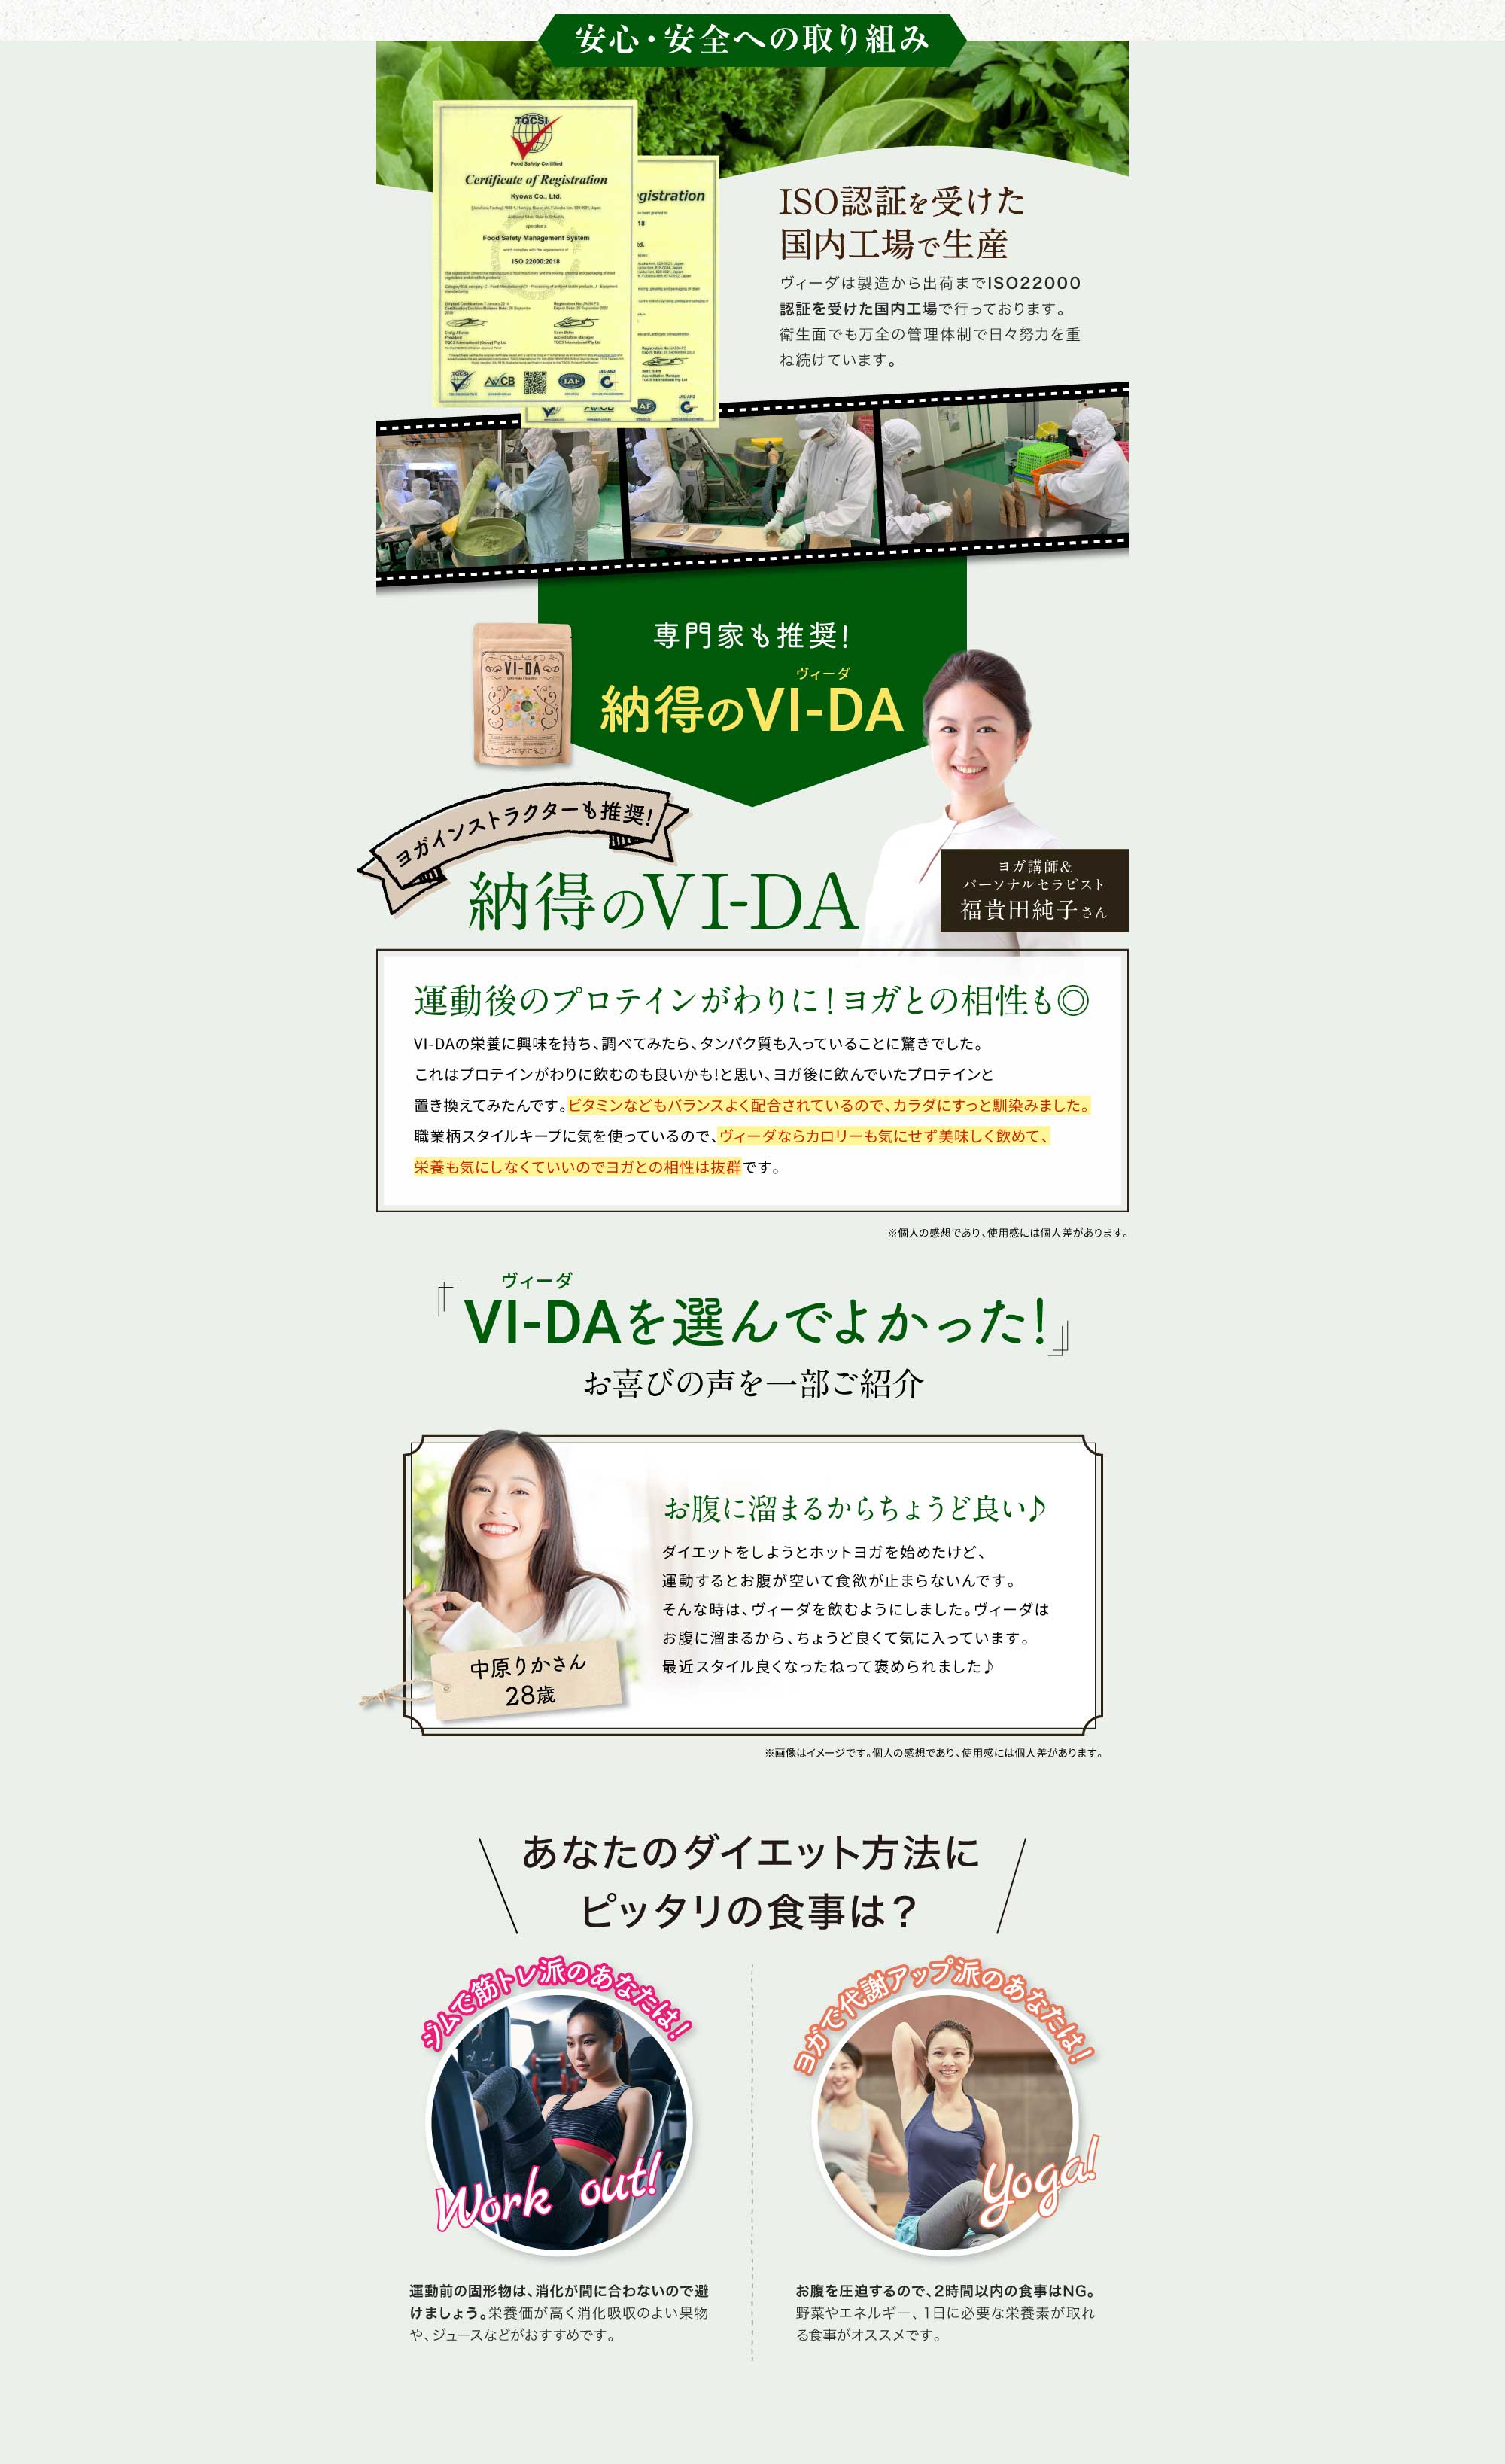 安心・安全への取り組み
TQCSI
Food Safety Certified
Certificate of Registration
Kyowa Co., Ltd.
operates a
Food Safety Management System
which complies with the requirements of
ISO 22000:2018
gistration
18
IAF
ISO認証を受けた
国内工場で生産
ヴィーダは製造から出荷までISO22000
認証を受けた国内工場で行っております。
衛生面でも万全の管理体制で日々努力を重
ね続けています。
専門家も推奨!
ヴィーダ
納得のVI-DA
VI-DA
ヨガインストラクターも推奨!
納得のVI-DA
ヨガ講師&
パーソナルセラピスト
福貴田純子さん
運動後のプロテインがわりに!ヨガとの相性も◎
VI-DAの栄養に興味を持ち、調べてみたら、タンパク質も入っていることに驚きでした。
これはプロテインがわりに飲むのも良いかも!と思い、ヨガ後に飲んでいたプロテインと
置き換えてみたんです。ビタミンなどもバランスよく配合されているので、カラダにすっと馴染みました。
職業柄スタイルキープに気を使っているので、ヴィーダならカロリーも気にせず美味しく飲めて、
栄養も気にしなくていいのでヨガとの相性は抜群です。
※個人の感想であり、使用感には個人差があります。
ヴィーダ
『VI-DAを選んでよかった!』
お喜びの声を一部ご紹介
お腹に溜まるからちょうど良い♪
ダイエットをしようとホットヨガを始めたけど、
運動するとお腹が空いて食欲が止まらないんです。
そんな時は、ヴィーダを飲むようにしました。ヴィーダは
お腹に溜まるから、ちょうど良くて気に入っています。
最近スタイル良くなったねって褒められました♪
中原りかさん
28歳
※画像はイメージです。個人の感想であり、使用感には個人差があります。
あなたのダイエット方法に
ピッタリの食事は？
ジムで筋トレ派のあなたは!
Work out!
運動前の固形物は、消化が間に合わないので避
けましょう。栄養価が高く消化吸収のよい果物
や、ジュースなどがおすすめです。
ヨガで代謝アップ派のあなたは!
Yoga!
お腹を圧迫するので、2時間以内の食事はNG。
野菜やエネルギー、1日に必要な栄養素が取れ
る食事がオススメです。